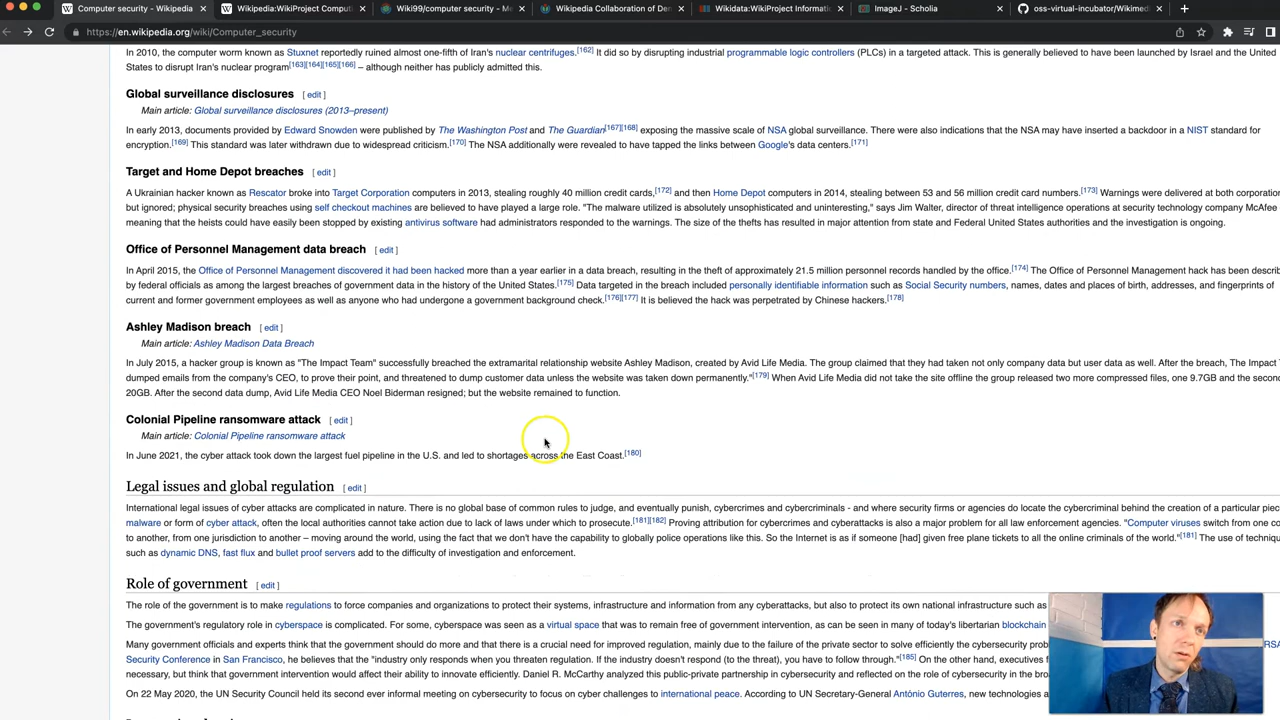 Computer security - Wikipedia
Wikipedia:WikiProject Comput
Wiki99/computer security - Me
Wikipedia Collaboration of Den
Wikidata:WikiProject Informati
ImageJ - Scholia
oss-virtual-incubator/Wikimed
https://en.wikipedia.org/wiki/Computer_security
In 2010, the computer worm known as Stuxnet reportedly ruined almost one-fifth of Iran's nuclear centrifuges.[162] It did so by disrupting industrial programmable logic controllers (PLCs) in a targeted attack. This is generally believed to have been launched by Israel and the United
States to disrupt Iran's nuclear program[163][164][165][166] – although neither has publicly admitted this.
Global surveillance disclosures [ edit ]
Main article: Global surveillance disclosures (2013–present)
In early 2013, documents provided by Edward Snowden were published by The Washington Post and The Guardian[167][168] exposing the massive scale of NSA global surveillance. There were also indications that the NSA may have inserted a backdoor in a NIST standard for
encryption.[169] This standard was later withdrawn due to widespread criticism.[170] The NSA additionally were revealed to have tapped the links between Google's data centers.[171]
Target and Home Depot breaches [ edit ]
A Ukrainian hacker known as Rescator broke into Target Corporation computers in 2013, stealing roughly 40 million credit cards,[172] and then Home Depot computers in 2014, stealing between 53 and 56 million credit card numbers.[173] Warnings were delivered at both corporation
but ignored; physical security breaches using self checkout machines are believed to have played a large role. "The malware utilized is absolutely unsophisticated and uninteresting," says Jim Walter, director of threat intelligence operations at security technology company McAfee
meaning that the heists could have easily been stopped by existing antivirus software had administrators responded to the warnings. The size of the thefts has resulted in major attention from state and Federal United States authorities and the investigation is ongoing.
Office of Personnel Management data breach [ edit ]
In April 2015, the Office of Personnel Management discovered it had been hacked more than a year earlier in a data breach, resulting in the theft of approximately 21.5 million personnel records handled by the office.[174] The Office of Personnel Management hack has been describ
by federal officials as among the largest breaches of government data in the history of the United States.[175] Data targeted in the breach included personally identifiable information such as Social Security numbers, names, dates and places of birth, addresses, and fingerprints of
current and former government employees as well as anyone who had undergone a government background check.[176][177] It is believed the hack was perpetrated by Chinese hackers.[178]
Ashley Madison breach [ edit ]
Main article: Ashley Madison Data Breach
In July 2015, a hacker group is known as "The Impact Team" successfully breached the extramarital relationship website Ashley Madison, created by Avid Life Media. The group claimed that they had taken not only company data but user data as well. After the breach, The Impact T
dumped emails from the company's CEO, to prove their point, and threatened to dump customer data unless the website was taken down permanently."[179] When Avid Life Media did not take the site offline the group released two more compressed files, one 9.7GB and the secon
20GB. After the second data dump, Avid Life Media CEO Noel Biderman resigned; but the website remained to function.
Colonial Pipeline ransomware attack [ edit ]
Main article: Colonial Pipeline ransomware attack
In June 2021, the cyber attack took down the largest fuel pipeline in the U.S. and led to shortages across the East Coast.[180]
Legal issues and global regulation [ edit ]
International legal issues of cyber attacks are complicated in nature. There is no global base of common rules to judge, and eventually punish, cybercrimes and cybercriminals - and where security firms or agencies do locate the cybercriminal behind the creation of a particular piec
malware or form of cyber attack, often the local authorities cannot take action due to lack of laws under which to prosecute.[181][182] Proving attribution for cybercrimes and cyberattacks is also a major problem for all law enforcement agencies. "Computer viruses switch from one co
to another, from one jurisdiction to another – moving around the world, using the fact that we don't have the capability to globally police operations like this. So the Internet is as if someone [had] given free plane tickets to all the online criminals of the world."[181] The use of techniqu
such as dynamic DNS, fast flux and bullet proof servers add to the difficulty of investigation and enforcement.
Role of government [ edit ]
The role of the government is to make regulations to force companies and organizations to protect their systems, infrastructure and information from any cyberattacks, but also to protect its own national infrastructure such as
The government's regulatory role in cyberspace is complicated. For some, cyberspace was seen as a virtual space that was to remain free of government intervention, as can be seen in many of today's libertarian blockchain
Many government officials and experts think that the government should do more and that there is a crucial need for improved regulation, mainly due to the failure of the private sector to solve efficiently the cybersecurity prob RSA
Security Conference in San Francisco, he believes that the "industry only responds when you threaten regulation. If the industry doesn't respond (to the threat), you have to follow through."[185] On the other hand, executives f
necessary, but think that government intervention would affect their ability to innovate efficiently. Daniel R. McCarthy analyzed this public-private partnership in cybersecurity and reflected on the role of cybersecurity in the broa
On 22 May 2020, the UN Security Council held its second ever informal meeting on cybersecurity to focus on cyber challenges to international peace. According to UN Secretary-General António Guterres, new technologies a